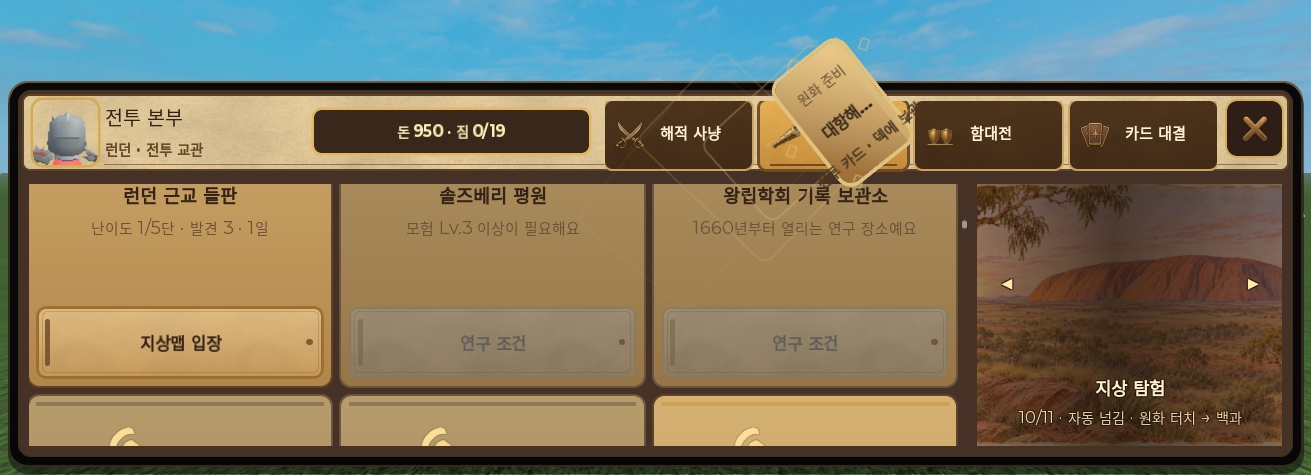 전투 본부
런던 · 전투 교관
돈 950 · 짐 0/19
해적 사냥
원화 준비
대항해...
카드 · 덱에
함대전
카드 대결
런던 근교 들판
난이도 1/5단 · 발견 3 · 1일
지상맵 입장
솔즈베리 평원
모험 Lv.3 이상이 필요해요
연구 조건
왕립학회 기록 보관소
1660년부터 열리는 연구 장소예요
연구 조건
지상 탐험
10/11 · 자동 넘김 · 원화 터치 → 백과